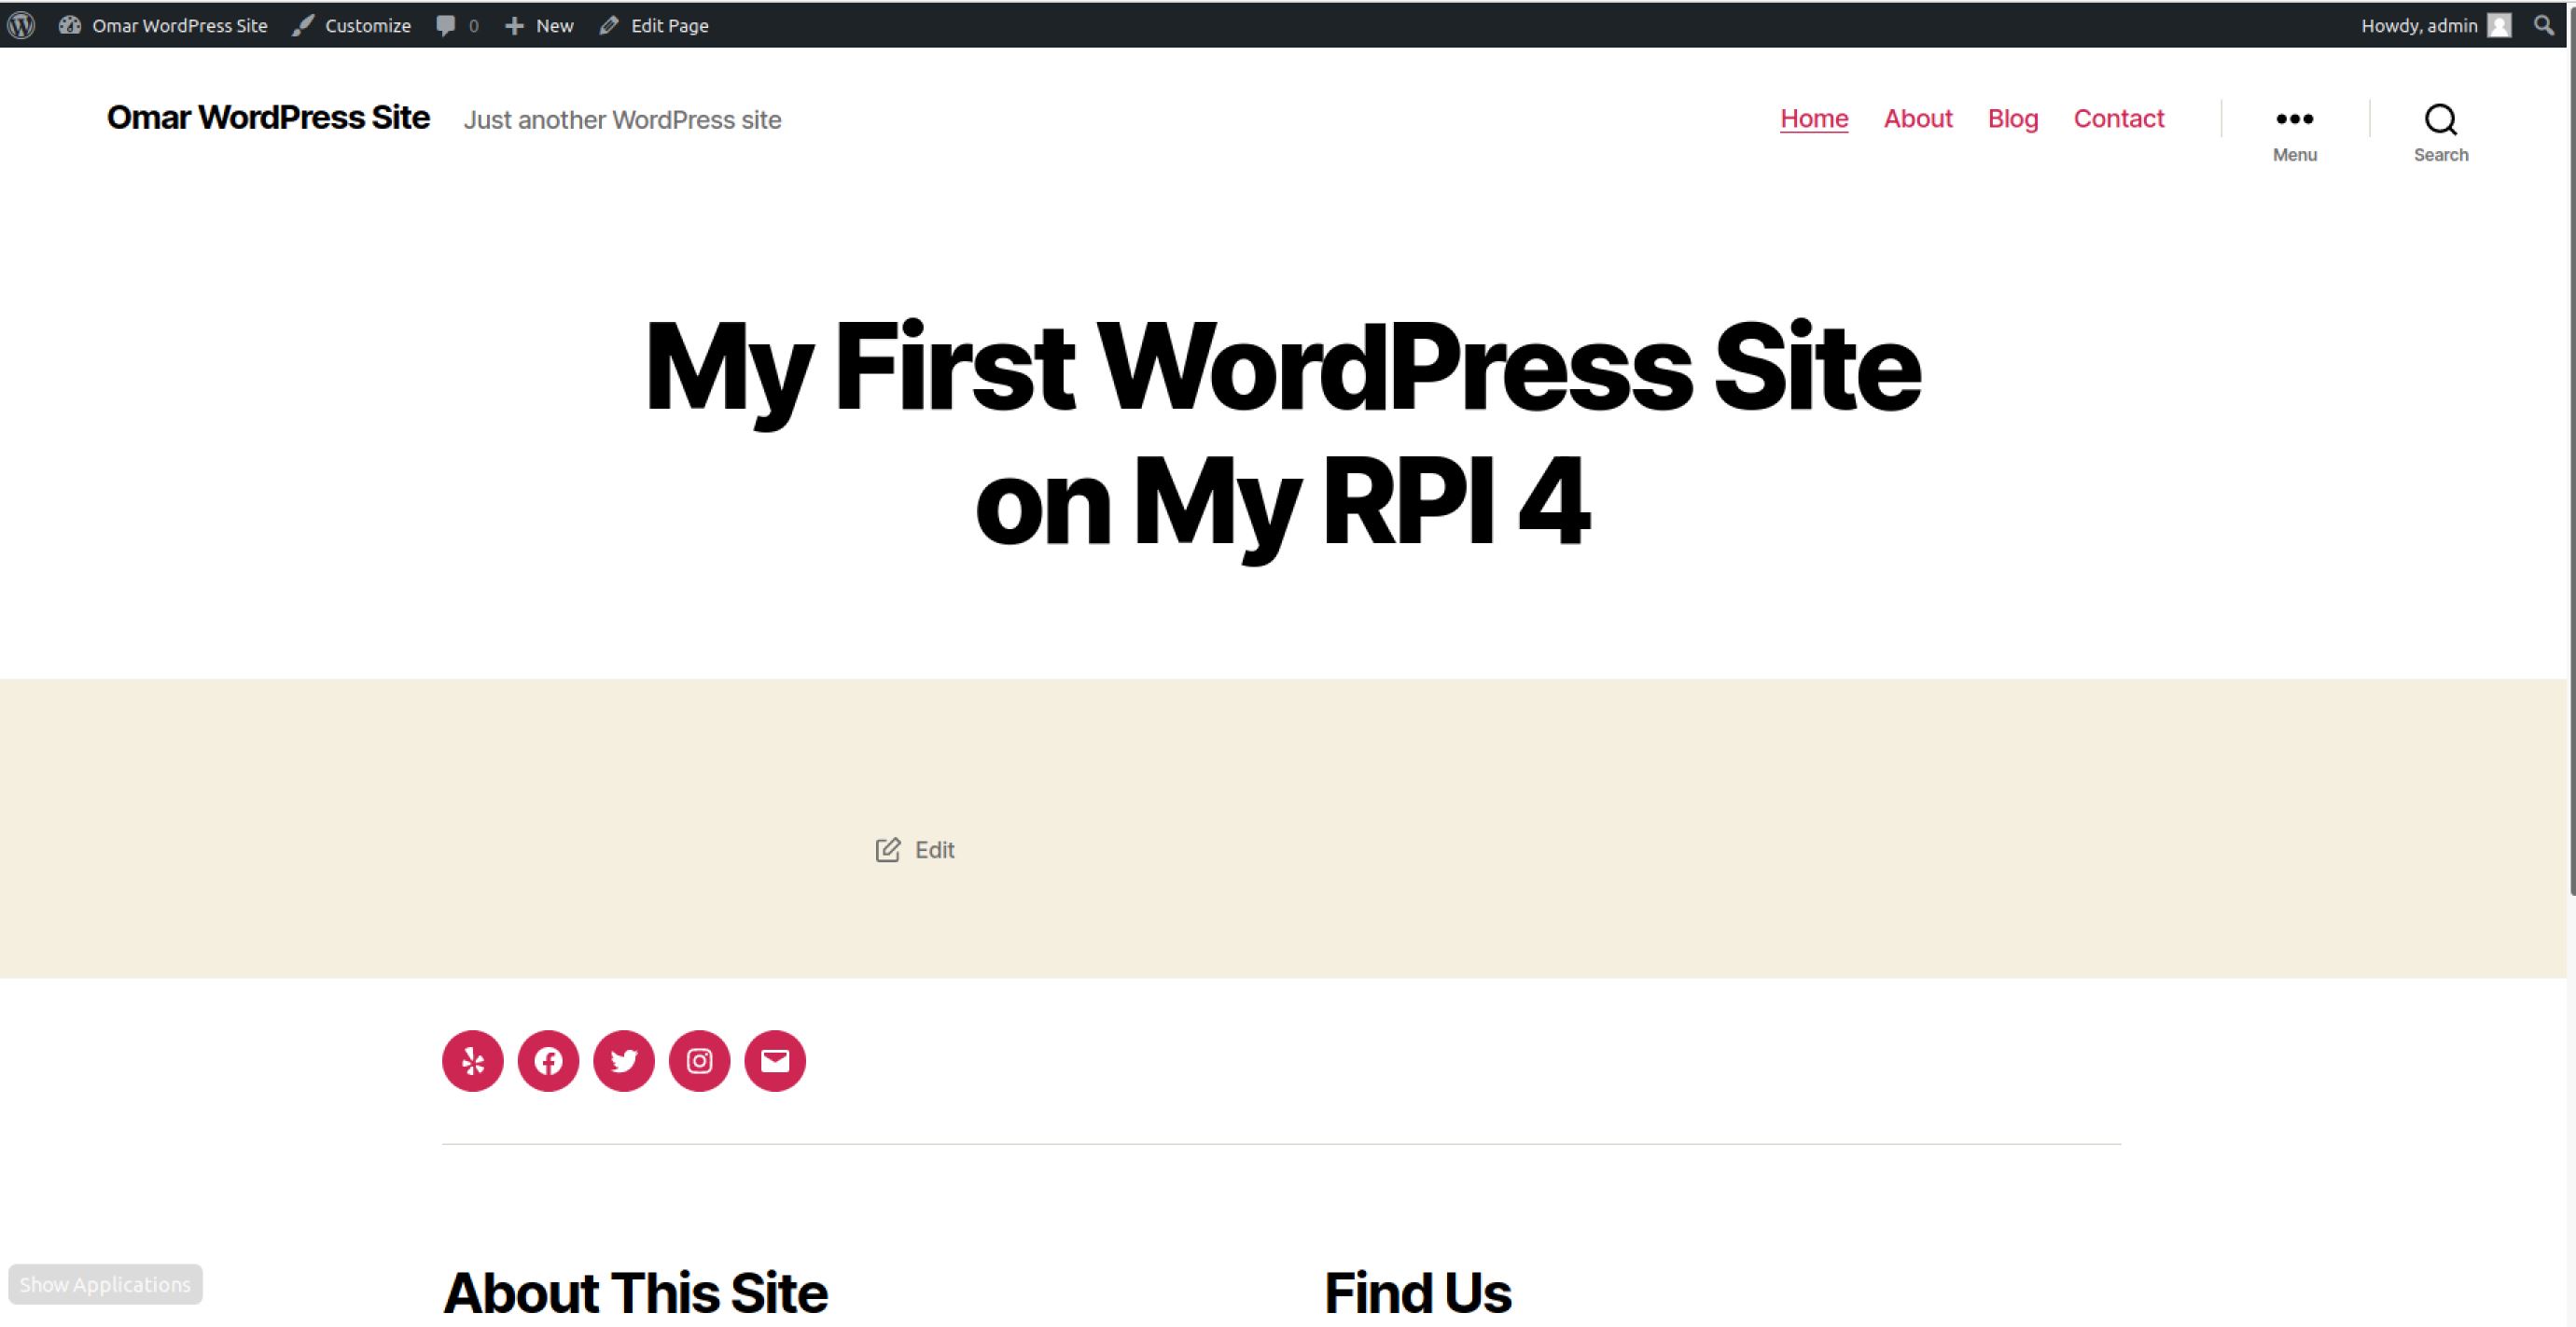 Omar WordPress Site Customize 0 New Edit Page Howdy, admin
Omar WordPress Site Just another WordPress site Home About Blog Contact
Menu Search
My First WordPress Site
on My RPI 4
Edit
About This Site Find Us
Show Applications